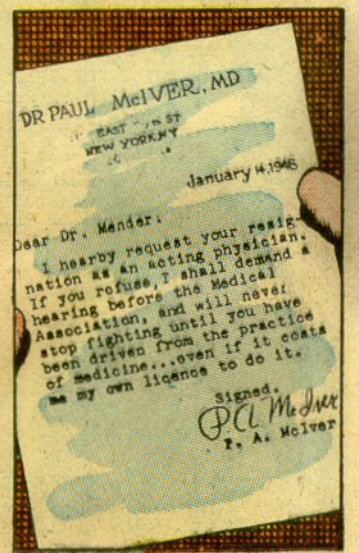 DR PAUL McIVER, MD
EAST ST
NEW YORK NY
January 14, 1946
Dear Dr. Mender:
I hearby request your resig-
nation as an acting physician.
If you refuse, I shall demand a
hearing before the Medical
Association, and will never
stop fighting until you have
been driven from the practice
of medicine...even if it costs
me my own licence to do it.
Signed.
P A McIver
P. A. McIver